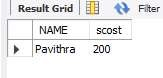 Result Grid Filter
NAME scost
Pavithra 200